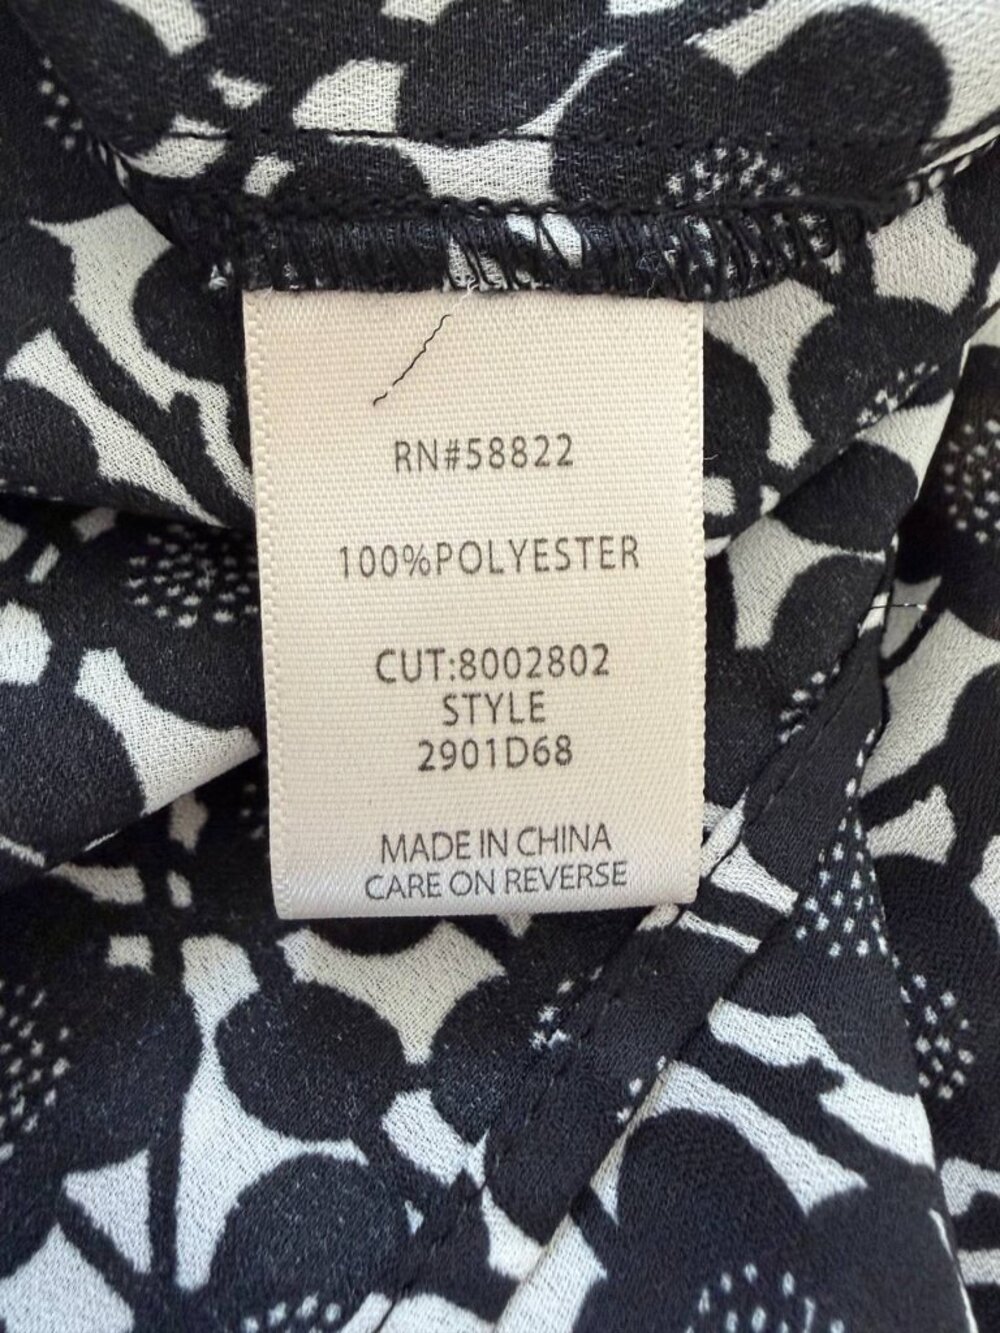 RN#58822
100%POLYESTER
CUT:8002802
STYLE
2901D68
MADE IN CHINA
CARE ON REVERSE